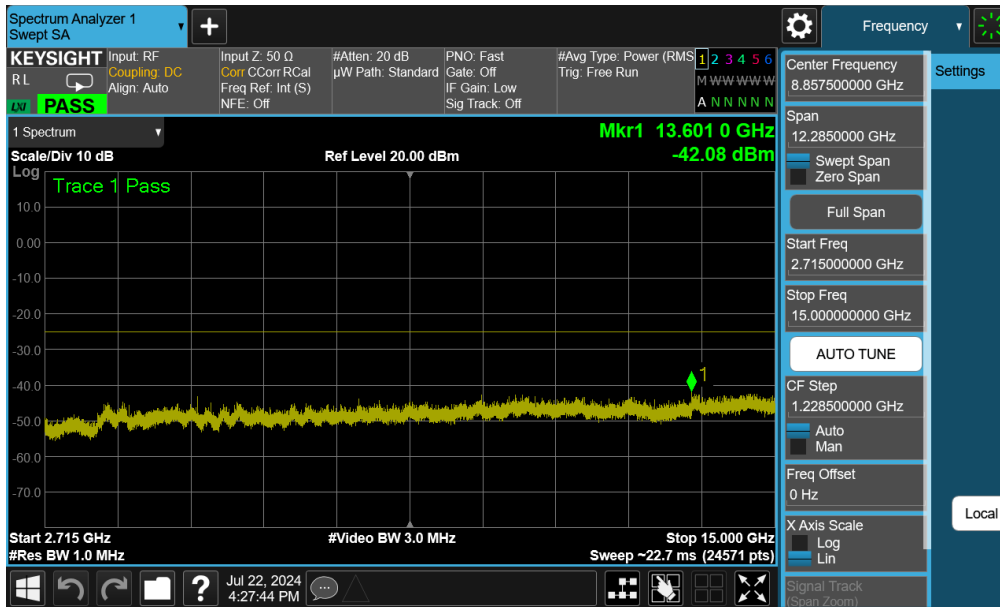 Spectrum Analyzer 1
Swept SA
Frequency
KEYSIGHT
R L
LXI
PASS
Input: RF
Coupling: DC
Align: Auto
Input Z: 50 Ω
Corr CCorr RCal
Freq Ref: Int (S)
NFE: Off
#Atten: 20 dB
µW Path: Standard
PNO: Fast
Gate: Off
IF Gain: Low
Sig Track: Off
#Avg Type: Power (RMS
Trig: Free Run
1 2 3 4 5 6
M W W W W W
A N N N N N
1 Spectrum
Mkr1 13.601 0 GHz
Scale/Div 10 dB
Ref Level 20.00 dBm
-42.08 dBm
Log
Trace 1 Pass
10.0
0.00
-10.0
-20.0
-30.0
-40.0
-50.0
-60.0
-70.0
1
Start 2.715 GHz
#Video BW 3.0 MHz
Stop 15.000 GHz
#Res BW 1.0 MHz
Sweep ~22.7 ms (24571 pts)
Jul 22, 2024
4:27:44 PM
?
Center Frequency
8.857500000 GHz
Span
12.2850000 GHz
Swept Span
Zero Span
Full Span
Start Freq
2.715000000 GHz
Stop Freq
15.000000000 GHz
AUTO TUNE
CF Step
1.228500000 GHz
Auto
Man
Freq Offset
0 Hz
X Axis Scale
Log
Lin
Signal Track
(Span Zoom)
Settings
Local